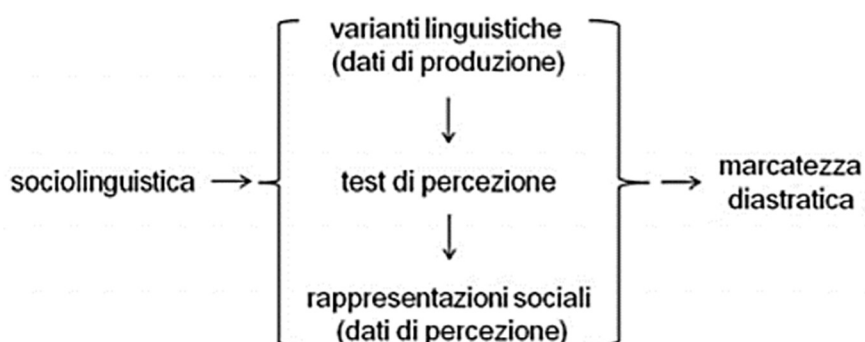 varianti linguistiche
(dati di produzione)
sociolinguistica
test di percezione
marcatezza
diastratica
rappresentazioni sociali
(dati di percezione)